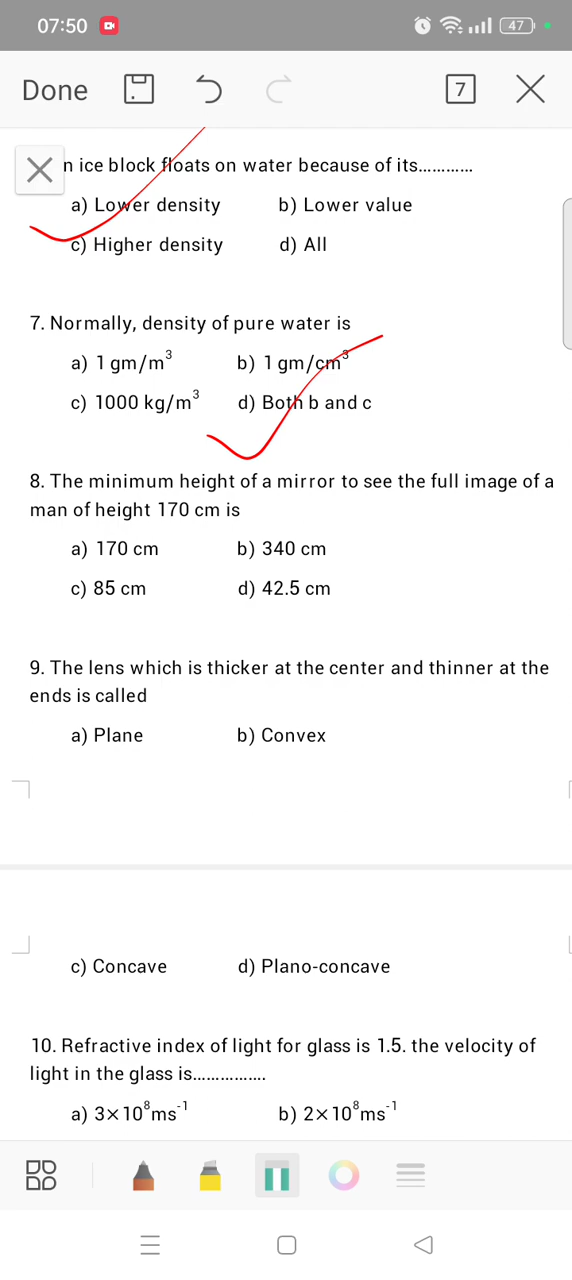 07:50 47
Done 7
n ice block floats on water because of its............
a) Lower density b) Lower value
c) Higher density d) All
7. Normally, density of pure water is
a) 1 gm/m³ b) 1 gm/cm³
c) 1000 kg/m³ d) Both b and c
8. The minimum height of a mirror to see the full image of a
man of height 170 cm is
a) 170 cm b) 340 cm
c) 85 cm d) 42.5 cm
9. The lens which is thicker at the center and thinner at the
ends is called
a) Plane b) Convex
c) Concave d) Plano-concave
10. Refractive index of light for glass is 1.5. the velocity of
light in the glass is...............
a) 3×10⁸ms⁻¹ b) 2×10⁸ms⁻¹